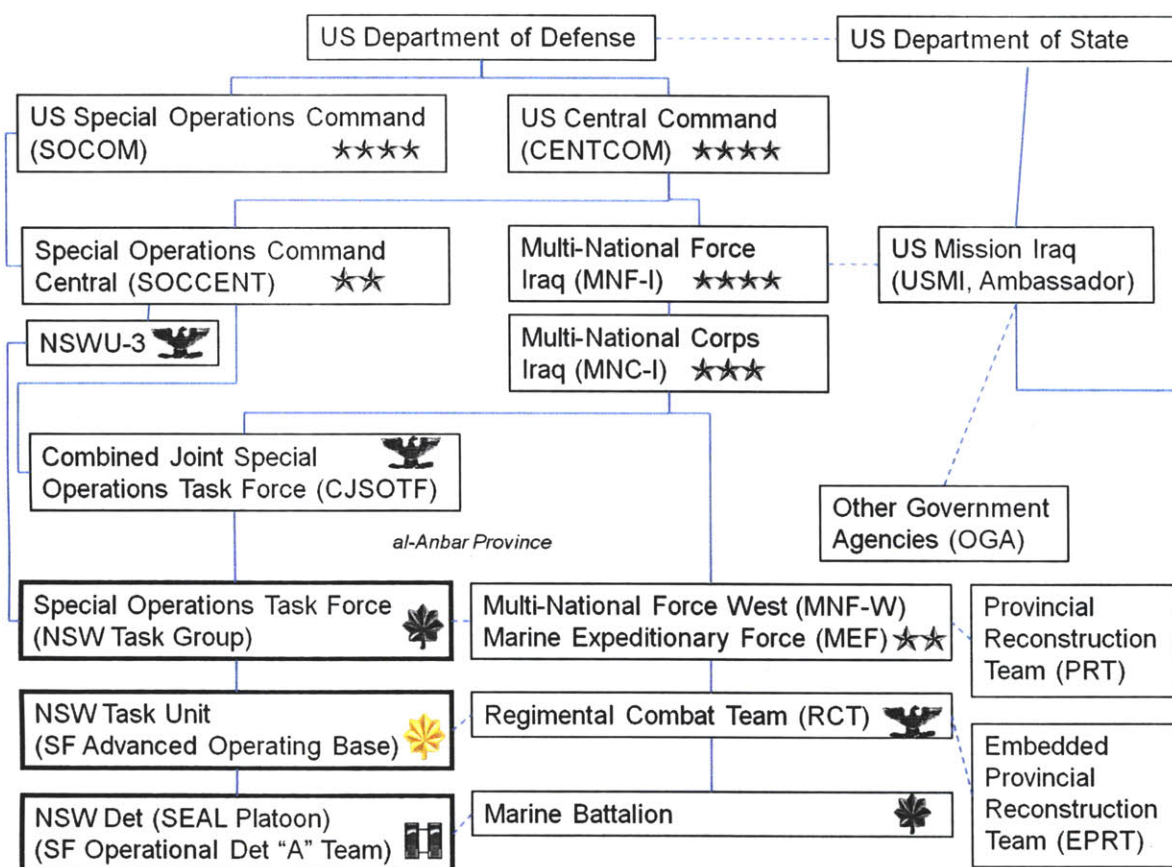 US Department of Defense
US Department of State
US Special Operations Command
(SOCOM)
US Central Command
(CENTCOM)
Special Operations Command
Central (SOCCENT)
Multi-National Force
Iraq (MNF-I)
US Mission Iraq
(USMI, Ambassador)
NSWU-3
Multi-National Corps
Iraq (MNC-I)
Combined Joint Special
Operations Task Force (CJSOTF)
Other Government
Agencies (OGA)
al-Anbar Province
Special Operations Task Force
(NSW Task Group)
Multi-National Force West (MNF-W)
Marine Expeditionary Force (MEF)
Provincial
Reconstruction
Team (PRT)
NSW Task Unit
(SF Advanced Operating Base)
Regimental Combat Team (RCT)
Embedded
Provincial
Reconstruction
Team (EPRT)
NSW Det (SEAL Platoon)
(SF Operational Det “A” Team)
Marine Battalion